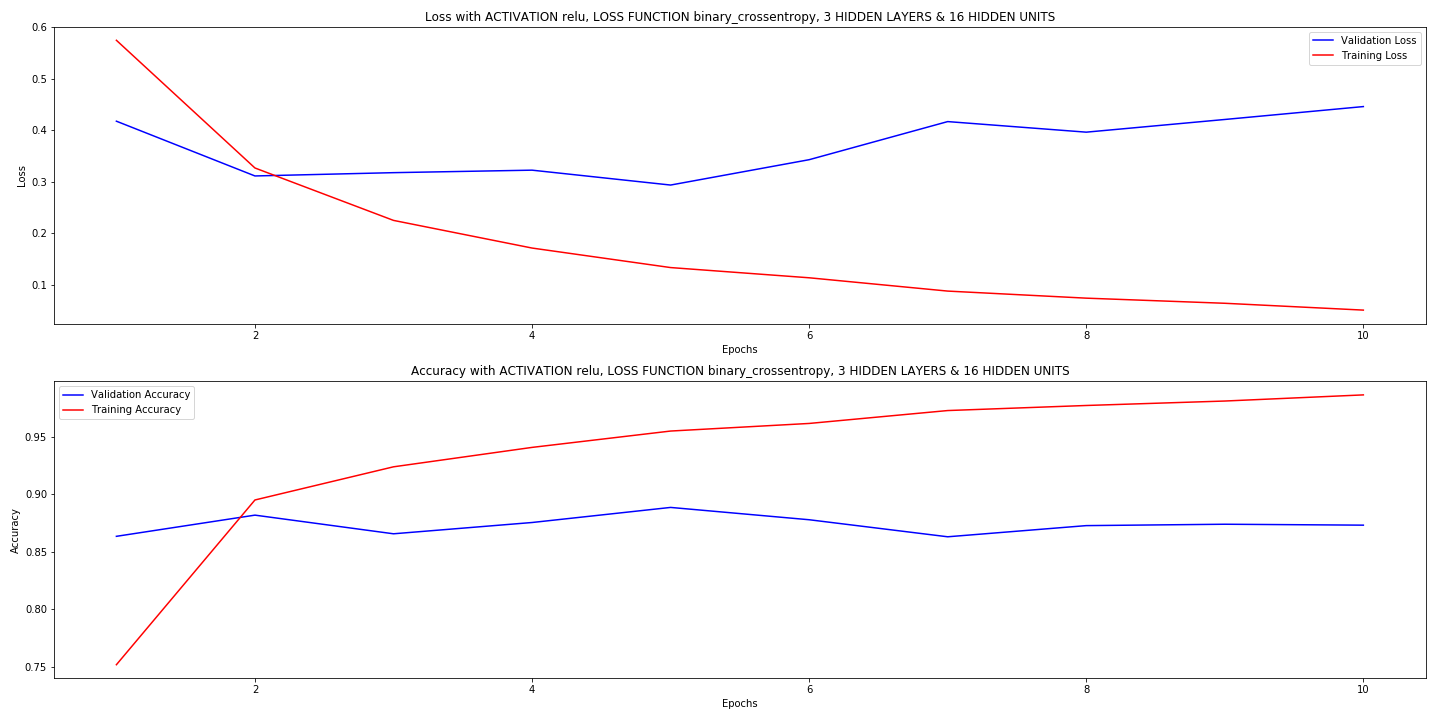 Loss with ACTIVATION relu, LOSS FUNCTION binary_crossentropy, 3 HIDDEN LAYERS & 16 HIDDEN UNITS
Validation Loss
Training Loss
0.6
0.5
0.4
0.3
0.2
0.1
Loss
2 4 6 8 10
Epochs
Accuracy with ACTIVATION relu, LOSS FUNCTION binary_crossentropy, 3 HIDDEN LAYERS & 16 HIDDEN UNITS
Validation Accuracy
Training Accuracy
0.95
0.90
0.85
0.80
0.75
Accuracy
2 4 6 8 10
Epochs